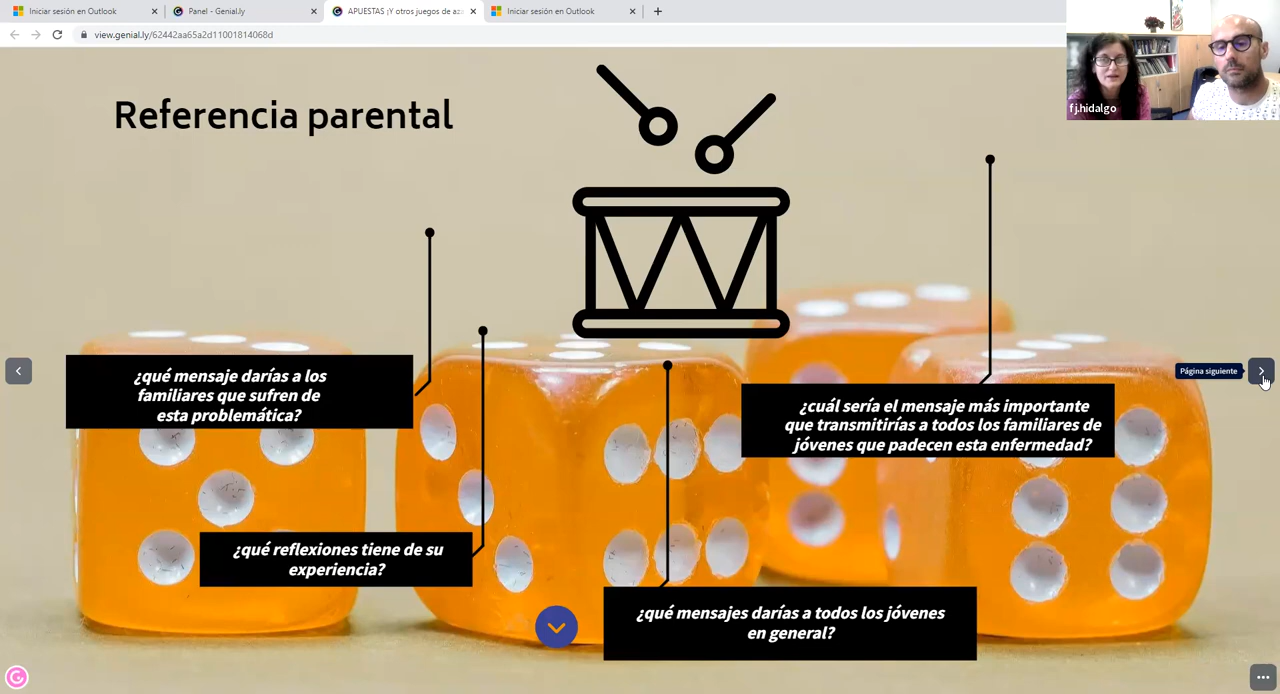 Iniciar sesión en Outlook
Panel - Genial.ly
APUESTAS ¡Y otros juegos de az
Iniciar sesión en Outlook
view.genial.ly/62442aa65a2d11001814068d
fj.hidalgo
Referencia parental
¿qué mensaje darías a los
familiares que sufren de
esta problemática?
¿cuál sería el mensaje más importante
que transmitirías a todos los familiares de
jóvenes que padecen esta enfermedad?
Página siguiente
¿qué reflexiones tiene de su
experiencia?
¿qué mensajes darías a todos los jóvenes
en general?